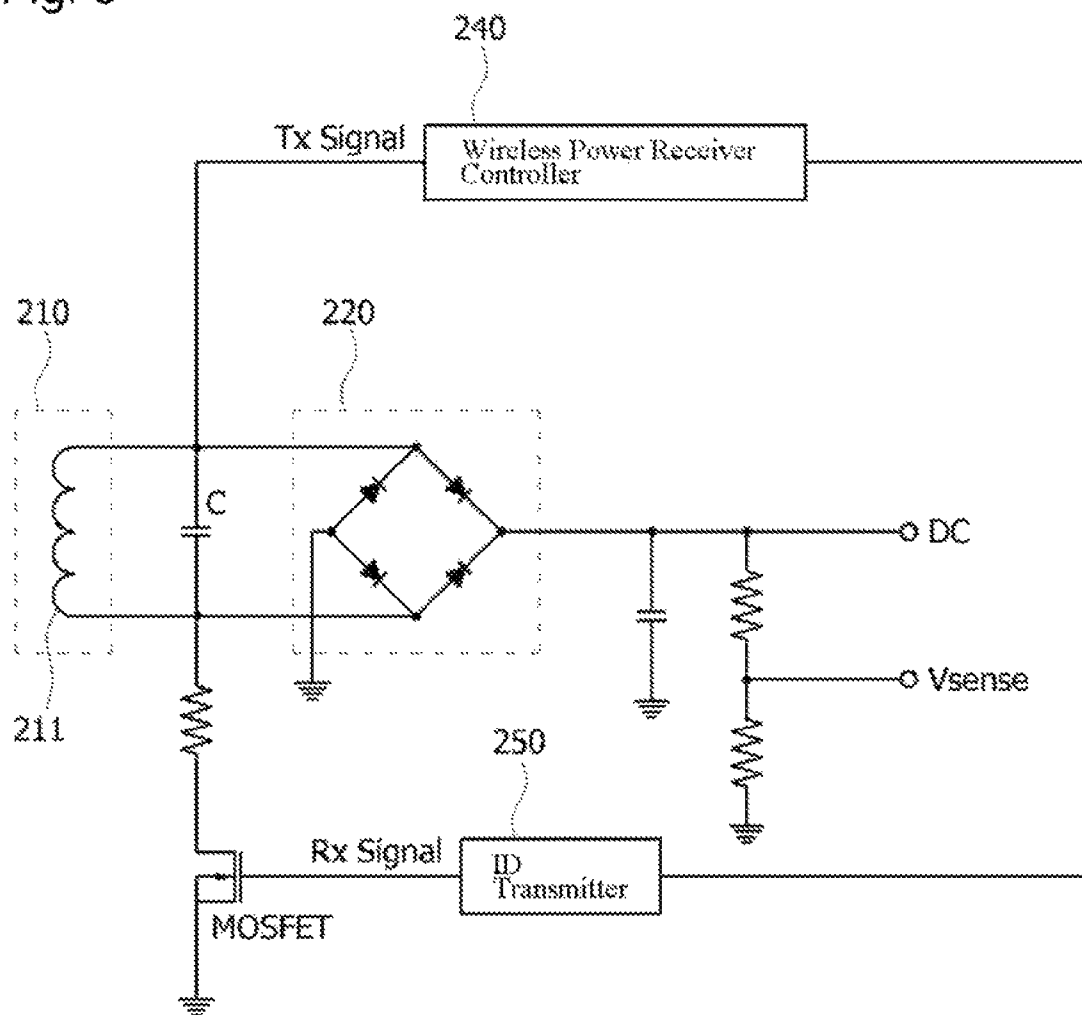 240
Tx Signal
Wireless Power Receiver
Controller
210
220
C
DC
Vsense
211
250
Rx Signal
ID
Transmitter
MOSFET